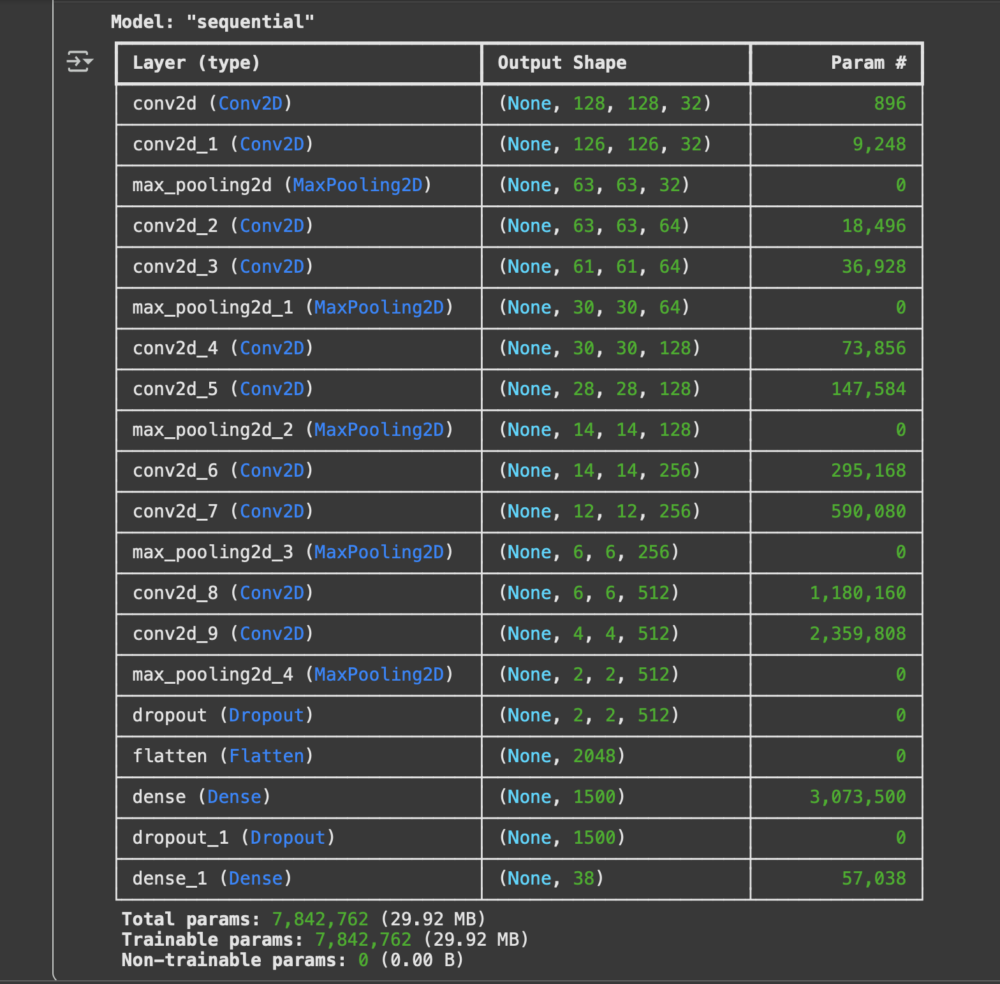 Model: "sequential"
Layer (type) Output Shape Param #
conv2d (Conv2D) (None, 128, 128, 32) 896
conv2d_1 (Conv2D) (None, 126, 126, 32) 9,248
max_pooling2d (MaxPooling2D) (None, 63, 63, 32) 0
conv2d_2 (Conv2D) (None, 63, 63, 64) 18,496
conv2d_3 (Conv2D) (None, 61, 61, 64) 36,928
max_pooling2d_1 (MaxPooling2D) (None, 30, 30, 64) 0
conv2d_4 (Conv2D) (None, 30, 30, 128) 73,856
conv2d_5 (Conv2D) (None, 28, 28, 128) 147,584
max_pooling2d_2 (MaxPooling2D) (None, 14, 14, 128) 0
conv2d_6 (Conv2D) (None, 14, 14, 256) 295,168
conv2d_7 (Conv2D) (None, 12, 12, 256) 590,080
max_pooling2d_3 (MaxPooling2D) (None, 6, 6, 256) 0
conv2d_8 (Conv2D) (None, 6, 6, 512) 1,180,160
conv2d_9 (Conv2D) (None, 4, 4, 512) 2,359,808
max_pooling2d_4 (MaxPooling2D) (None, 2, 2, 512) 0
dropout (Dropout) (None, 2, 2, 512) 0
flatten (Flatten) (None, 2048) 0
dense (Dense) (None, 1500) 3,073,500
dropout_1 (Dropout) (None, 1500) 0
dense_1 (Dense) (None, 38) 57,038
Total params: 7,842,762 (29.92 MB)
Trainable params: 7,842,762 (29.92 MB)
Non-trainable params: 0 (0.00 B)